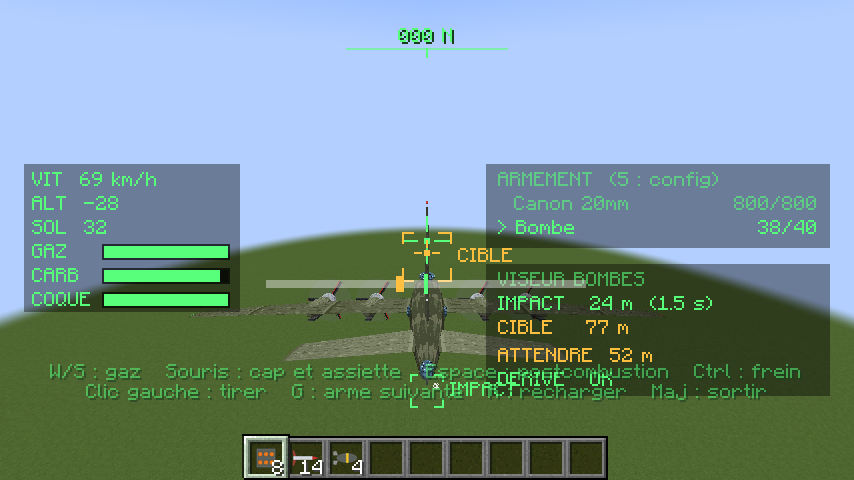 000 N
VIT 69 km/h
ALT -28
SOL 32
GAZ
CARB
COQUE
ARMEMENT (5 : config)
Canon 20mm 800/800
> Bombe 38/40
CIBLE
VISEUR BOMBES
IMPACT 24 m (1.5 s)
CIBLE 77 m
ATTENDRE 52 m
DERIVE OK
W/S : gaz Souris : cap et assiette Espace : postcombustion Ctrl : frein
Clic gauche : tirer G : arme suivante R : recharger Maj : sortir
IMPACT
8 14 4